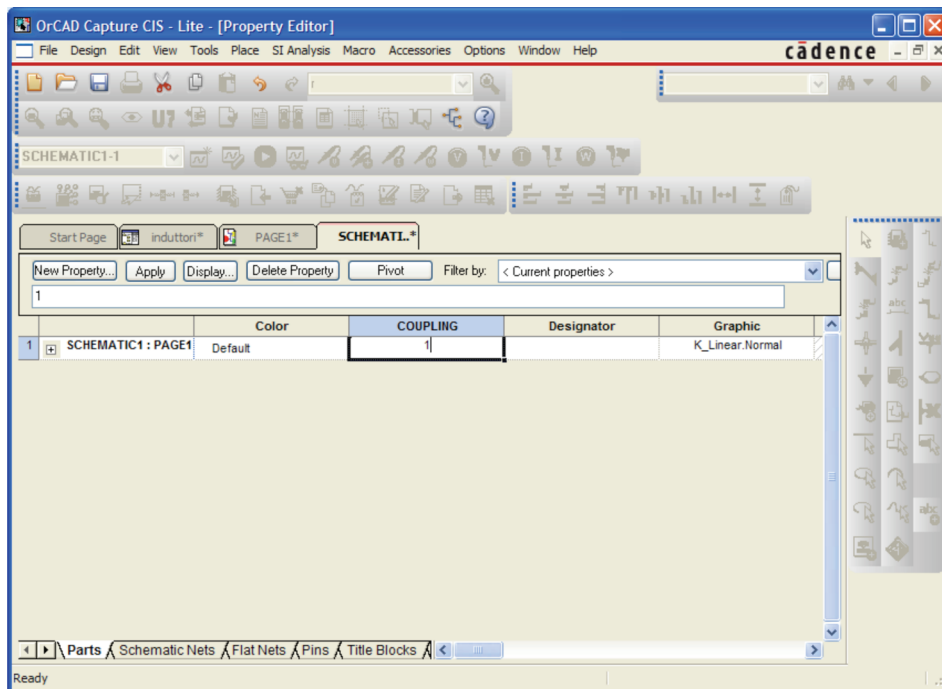 OrCAD Capture CIS - Lite - [Property Editor]
File Design Edit View Tools Place SI Analysis Macro Accessories Options Window Help
cādence
r
U?
SCHEMATIC1-1
V I W
Start Page induttori* PAGE1* SCHEMATI..*
New Property... Apply Display... Delete Property Pivot Filter by: < Current properties >
1
Color COUPLING Designator Graphic
1 SCHEMATIC1 : PAGE1 Default 1 K_Linear.Normal
abc
abc
Parts Schematic Nets Flat Nets Pins Title Blocks
Ready